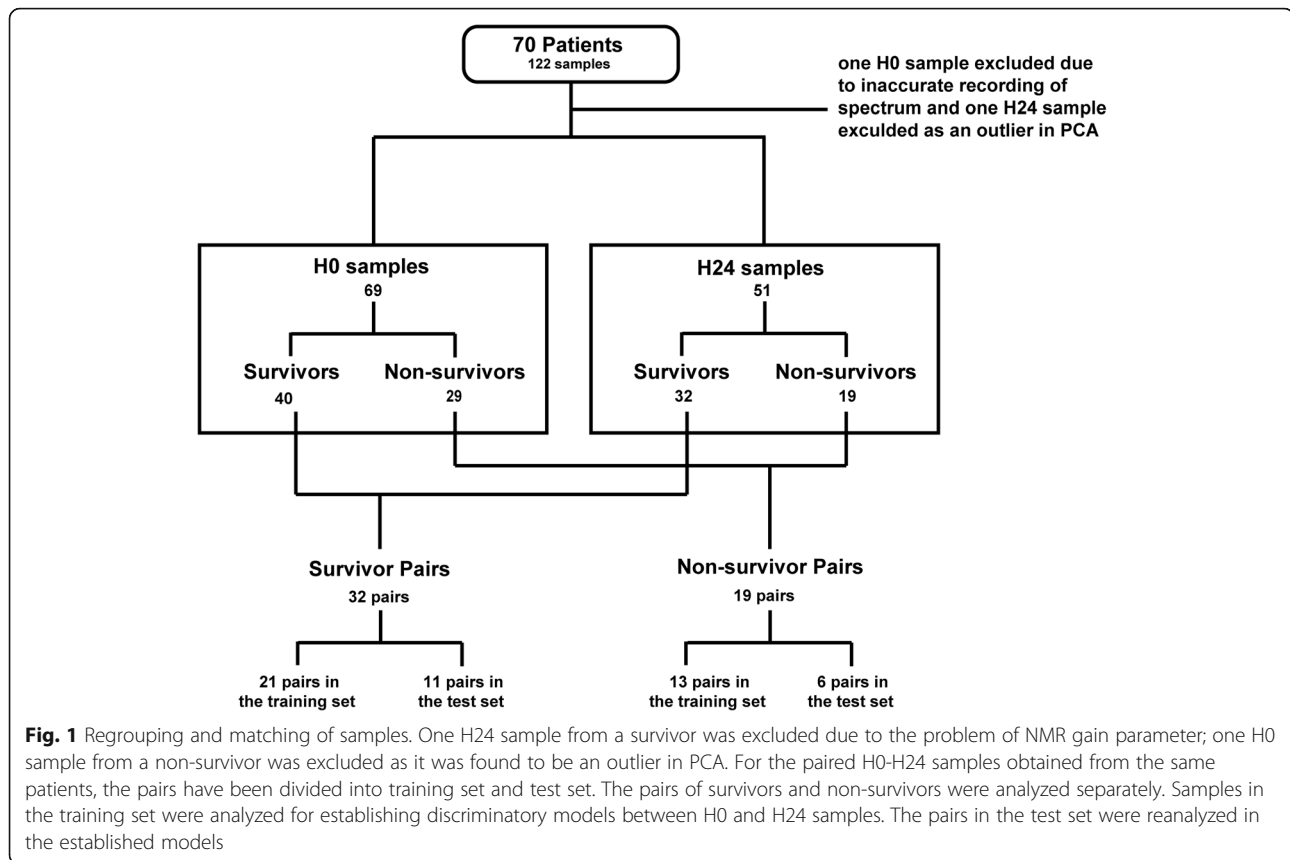 70 Patients
122 samples
one H0 sample excluded due
to inaccurate recording of
spectrum and one H24 sample
exculded as an outlier in PCA
H0 samples
69
H24 samples
51
Survivors
40
Non-survivors
29
Survivors
32
Non-survivors
19
Survivor Pairs
32 pairs
Non-survivor Pairs
19 pairs
21 pairs in
the training set
11 pairs in
the test set
13 pairs in
the training set
6 pairs in
the test set
Fig. 1 Regrouping and matching of samples. One H24 sample from a survivor was excluded due to the problem of NMR gain parameter; one H0
sample from a non-survivor was excluded as it was found to be an outlier in PCA. For the paired H0-H24 samples obtained from the same
patients, the pairs have been divided into training set and test set. The pairs of survivors and non-survivors were analyzed separately. Samples in
the training set were analyzed for establishing discriminatory models between H0 and H24 samples. The pairs in the test set were reanalyzed in
the established models